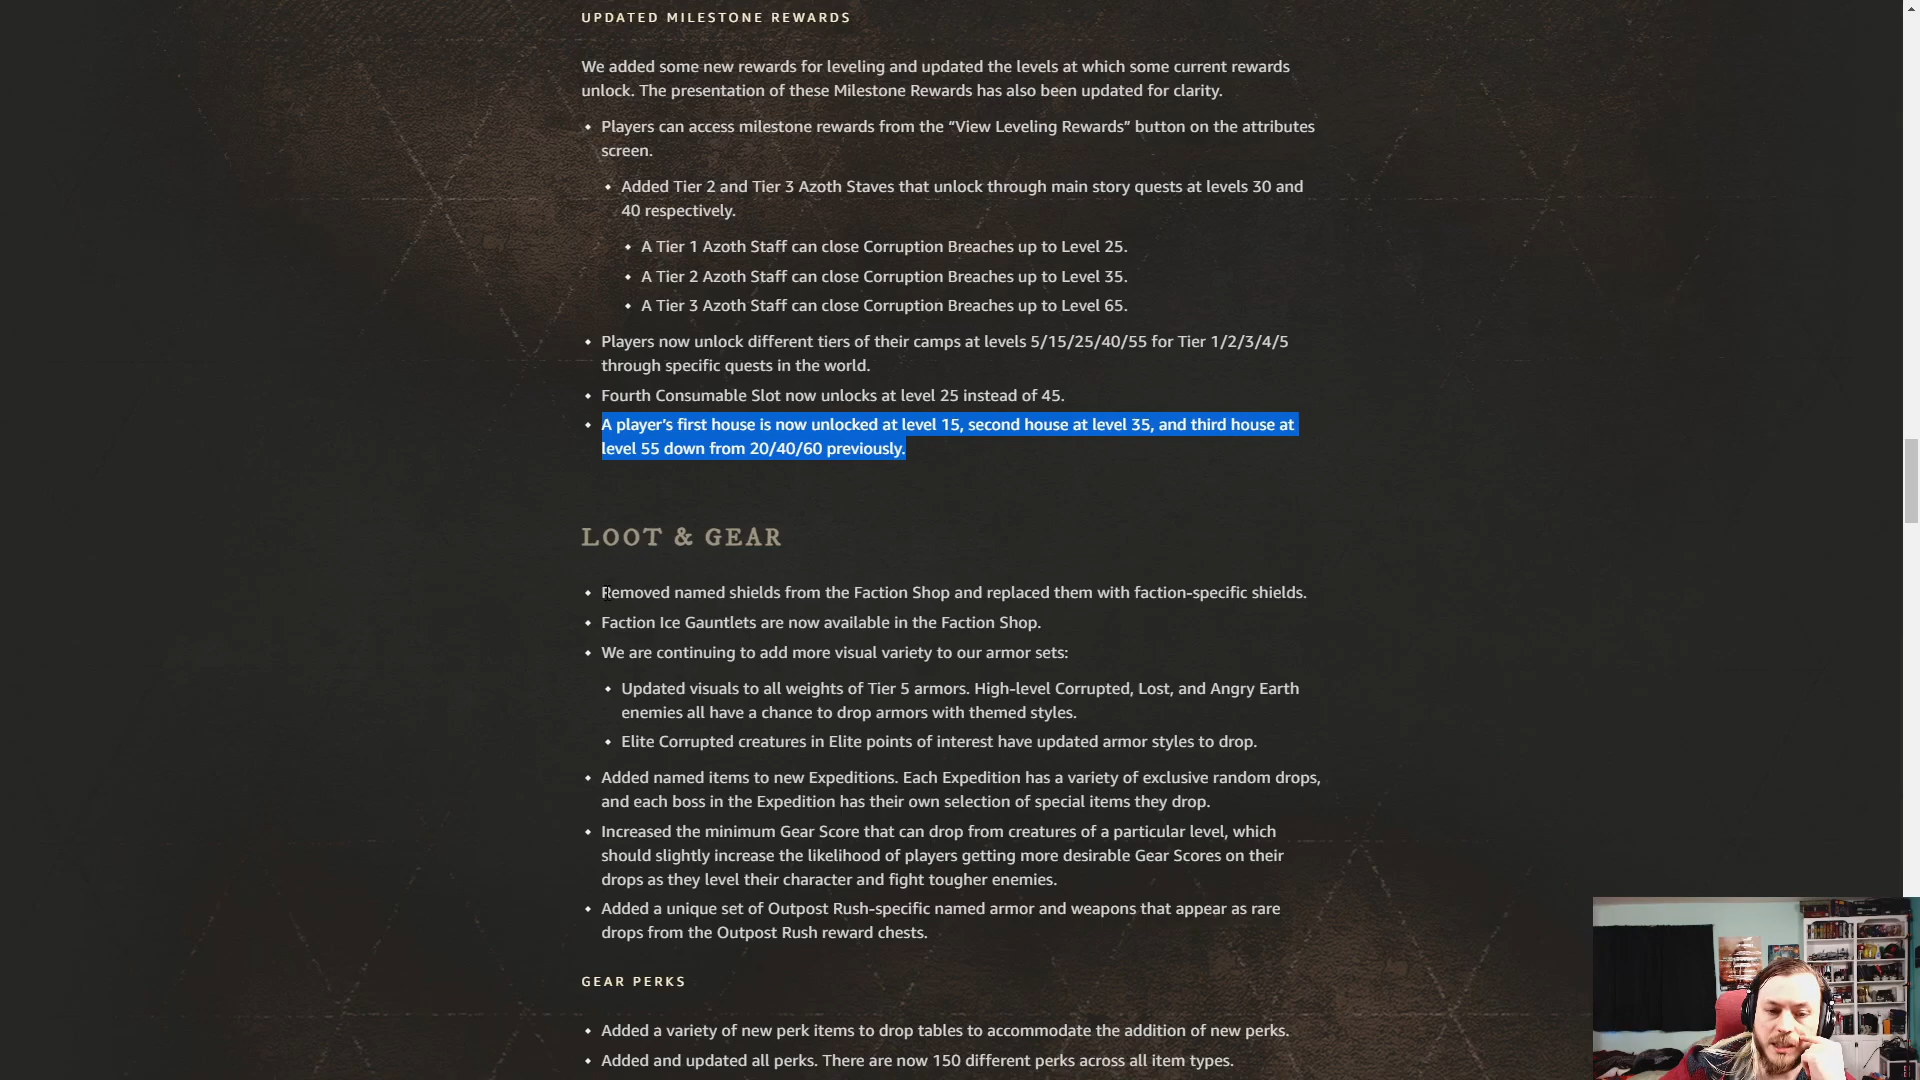 UPDATED MILESTONE REWARDS
We added some new rewards for leveling and updated the levels at which some current rewards
unlock. The presentation of these Milestone Rewards has also been updated for clarity.
Players can access milestone rewards from the “View Leveling Rewards” button on the attributes
screen.
Added Tier 2 and Tier 3 Azoth Staves that unlock through main story quests at levels 30 and
40 respectively.
A Tier 1 Azoth Staff can close Corruption Breaches up to Level 25.
A Tier 2 Azoth Staff can close Corruption Breaches up to Level 35.
A Tier 3 Azoth Staff can close Corruption Breaches up to Level 65.
Players now unlock different tiers of their camps at levels 5/15/25/40/55 for Tier 1/2/3/4/5
through specific quests in the world.
Fourth Consumable Slot now unlocks at level 25 instead of 45.
A player’s first house is now unlocked at level 15, second house at level 35, and third house at
level 55 down from 20/40/60 previously.
LOOT & GEAR
Removed named shields from the Faction Shop and replaced them with faction-specific shields.
Faction Ice Gauntlets are now available in the Faction Shop.
We are continuing to add more visual variety to our armor sets:
Updated visuals to all weights of Tier 5 armors. High-level Corrupted, Lost, and Angry Earth
enemies all have a chance to drop armors with themed styles.
Elite Corrupted creatures in Elite points of interest have updated armor styles to drop.
Added named items to new Expeditions. Each Expedition has a variety of exclusive random drops,
and each boss in the Expedition has their own selection of special items they drop.
Increased the minimum Gear Score that can drop from creatures of a particular level, which
should slightly increase the likelihood of players getting more desirable Gear Scores on their
drops as they level their character and fight tougher enemies.
Added a unique set of Outpost Rush-specific named armor and weapons that appear as rare
drops from the Outpost Rush reward chests.
GEAR PERKS
Added a variety of new perk items to drop tables to accommodate the addition of new perks.
Added and updated all perks. There are now 150 different perks across all item types.